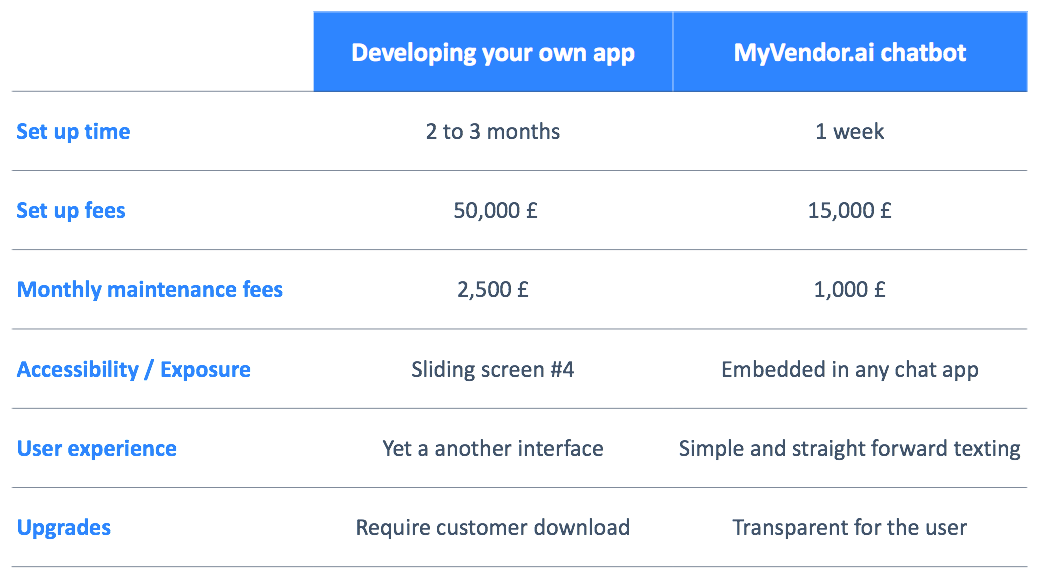 Developing your own app MyVendor.ai chatbot
Set up time 2 to 3 months 1 week
Set up fees 50,000 £ 15,000 £
Monthly maintenance fees 2,500 £ 1,000 £
Accessibility / Exposure Sliding screen #4 Embedded in any chat app
User experience Yet a another interface Simple and straight forward texting
Upgrades Require customer download Transparent for the user